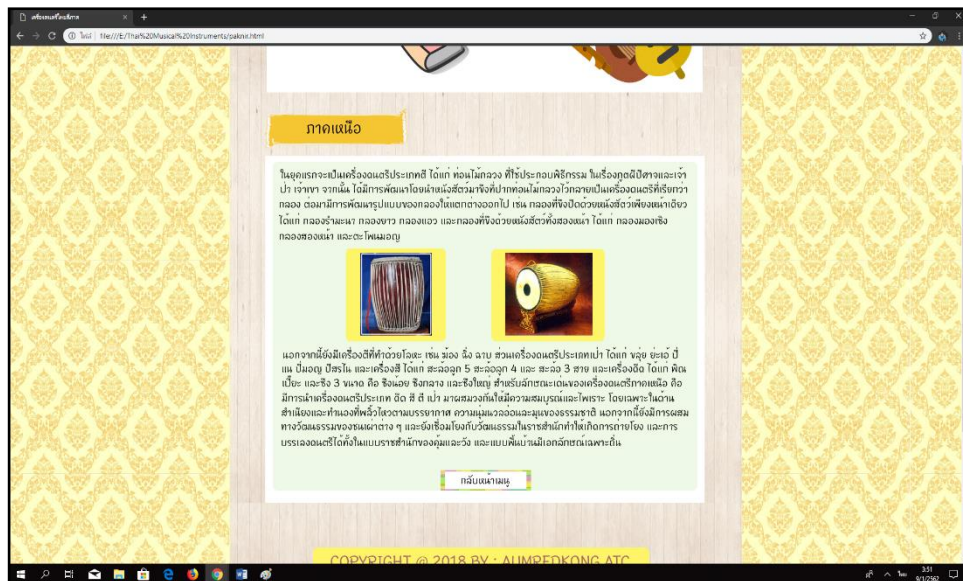 เครื่องดนตรีไทยสี่ภาค
ไฟล์ | file:///E:/Thai%20Musical%20Instruments/paknir.html
ภาคเหนือ
ในยุคแรกจะเป็นเครื่องดนตรีประเภทตี ได้แก่ ท่อนไม้กลวง ที่ใช้ประกอบพิธีกรรม ในเรื่องภูตผีปีศาจและเจ้า
ป่า เจ้าเขา จากนั้น ได้มีการพัฒนาโดยนำหนังสัตว์มาขึงที่ปากท่อนไม้กลวงไว้กลายเป็นเครื่องดนตรีที่เรียกว่า
กลอง ต่อมามีการพัฒนารูปแบบของกลองให้แตกต่างออกไป เช่น กลองที่ขึงปิดด้วยหนังสัตว์เพียงหน้าเดียว
ได้แก่ กลองรำมะนา กลองยาว กลองแอว และกลองที่ขึงด้วยหนังสัตว์ทั้งสองหน้า ได้แก่ กลองมองเซิง
กลองสองหน้า และตะโพนมอญ
นอกจากนี้ยังมีเครื่องตีที่ทำด้วยโลหะ เช่น ฆ้อง ฉิ่ง ฉาบ ส่วนเครื่องดนตรีประเภทเป่า ได้แก่ ขลุ่ย ย่ะเอ้ ปี่
แน ปี่มอญ ปี่สรไน และเครื่องสี ได้แก่ สะล้อลูก 5 สะล้อลูก 4 และ สะล้อ 3 สาย และเครื่องดีด ได้แก่ พิณ
เปี๊ยะ และซึง 3 ขนาด คือ ซึงน้อย ซึงกลาง และซึงใหญ่ สำหรับลักษณะเด่นของเครื่องดนตรีภาคเหนือ คือ
มีการนำเครื่องดนตรีประเภท ดีด สี ตี เป่า มาผสมวงกันให้มีความสมบูรณ์และไพเราะ โดยเฉพาะในด้าน
สำเนียงและทำนองที่พลิ้วไหวตามบรรยากาศ ความนุ่มนวลอ่อนละมุนของธรรมชาติ นอกจากนี้ยังมีการผสม
ทางวัฒนธรรมของชนเผ่าต่าง ๆ และยังเชื่อมโยงกับวัฒนธรรมในราชสำนักทำให้เกิดการถ่ายโยง และการ
บรรเลงดนตรีได้ทั้งในแบบราชสำนักของคุ้มและวัง และแบบพื้นบ้านมีเอกลักษณ์เฉพาะถิ่น
กลับหน้าเมนู
COPYRIGHT @ 2018 BY : AUMREDKONG ATC
ไทย
3:51
9/1/2562